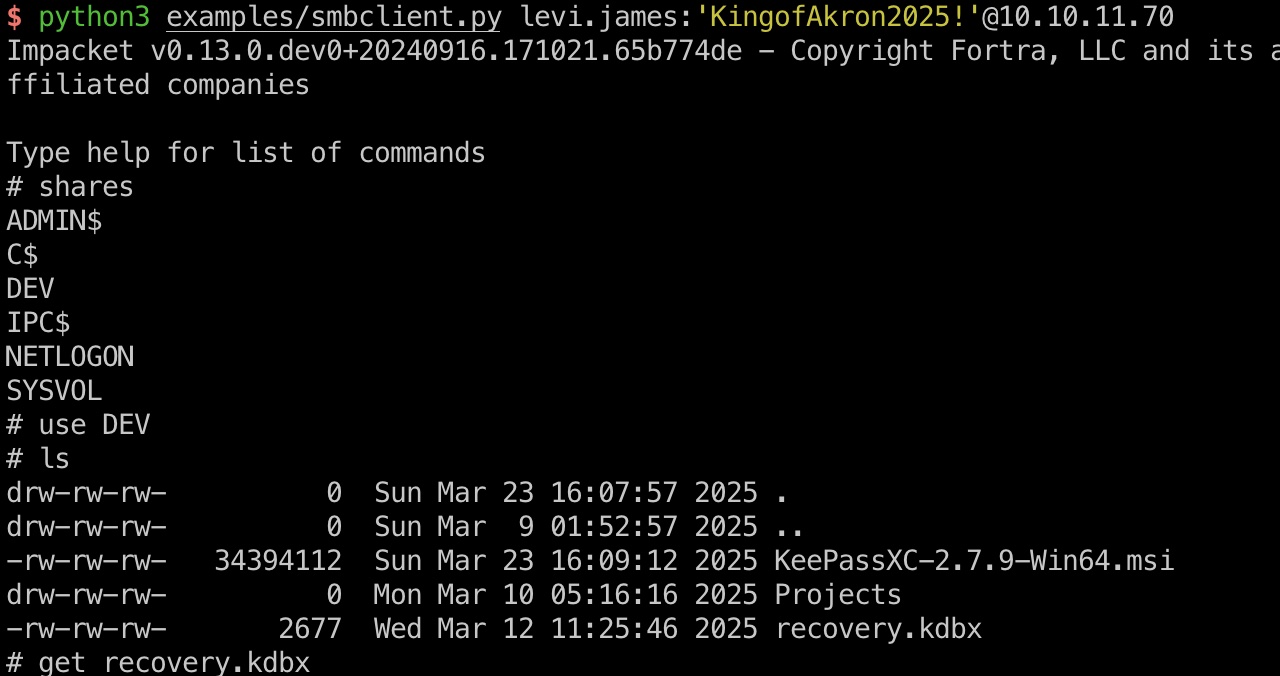 $ python3 examples/smbclient.py levi.james:'KingofAkron2025!'@10.10.11.70
Impacket v0.13.0.dev0+20240916.171021.65b774de - Copyright Fortra, LLC and its a
ffiliated companies

Type help for list of commands
# shares
ADMIN$
C$
DEV
IPC$
NETLOGON
SYSVOL
# use DEV
# ls
drw-rw-rw-          0  Sun Mar 23 16:07:57 2025 .
drw-rw-rw-          0  Sun Mar  9 01:52:57 2025 ..
-rw-rw-rw-   34394112  Sun Mar 23 16:09:12 2025 KeePassXC-2.7.9-Win64.msi
drw-rw-rw-          0  Mon Mar 10 05:16:16 2025 Projects
-rw-rw-rw-       2677  Wed Mar 12 11:25:46 2025 recovery.kdbx
# get recovery.kdbx